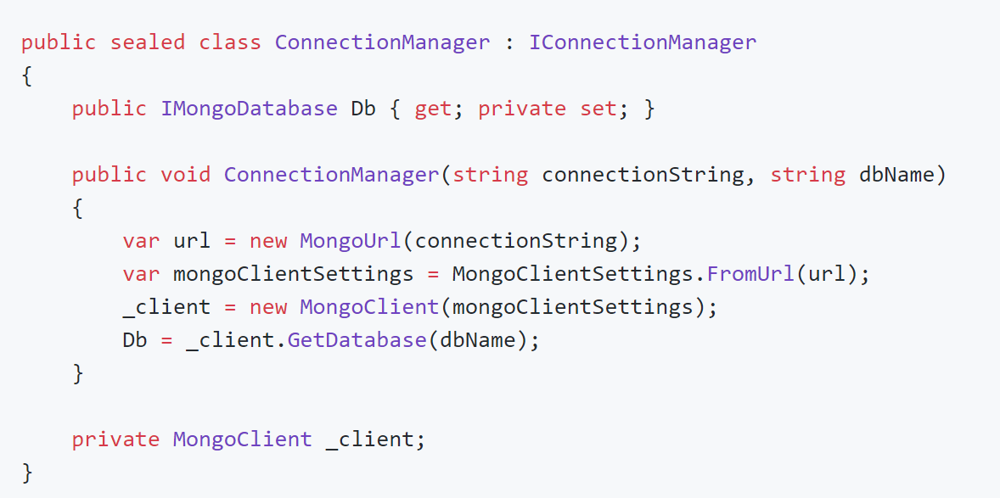 public sealed class ConnectionManager : IConnectionManager
{
    public IMongoDatabase Db { get; private set; }

    public void ConnectionManager(string connectionString, string dbName)
    {
        var url = new MongoUrl(connectionString);
        var mongoClientSettings = MongoClientSettings.FromUrl(url);
        _client = new MongoClient(mongoClientSettings);
        Db = _client.GetDatabase(dbName);
    }

    private MongoClient _client;
}